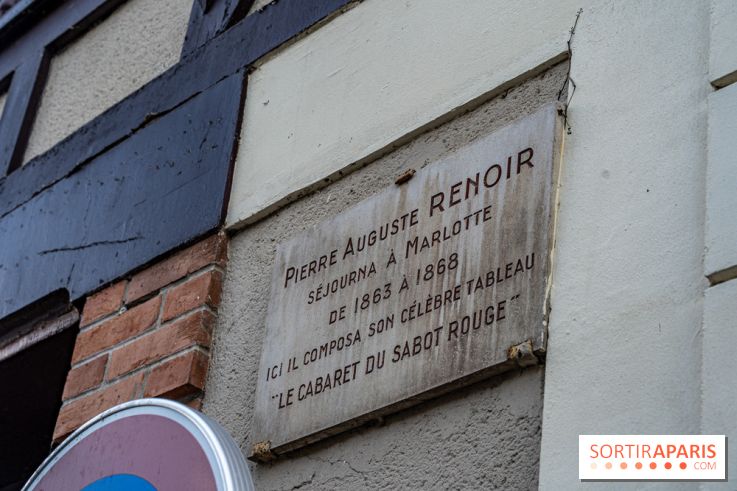 PIERRE AUGUSTE RENOIR
SÉJOURNA À MARLOTTE
DE 1863 À 1868
ICI IL COMPOSA SON CÉLÈBRE TABLEAU
"LE CABARET DU SABOT ROUGE"
SORTIRAPARIS
.COM